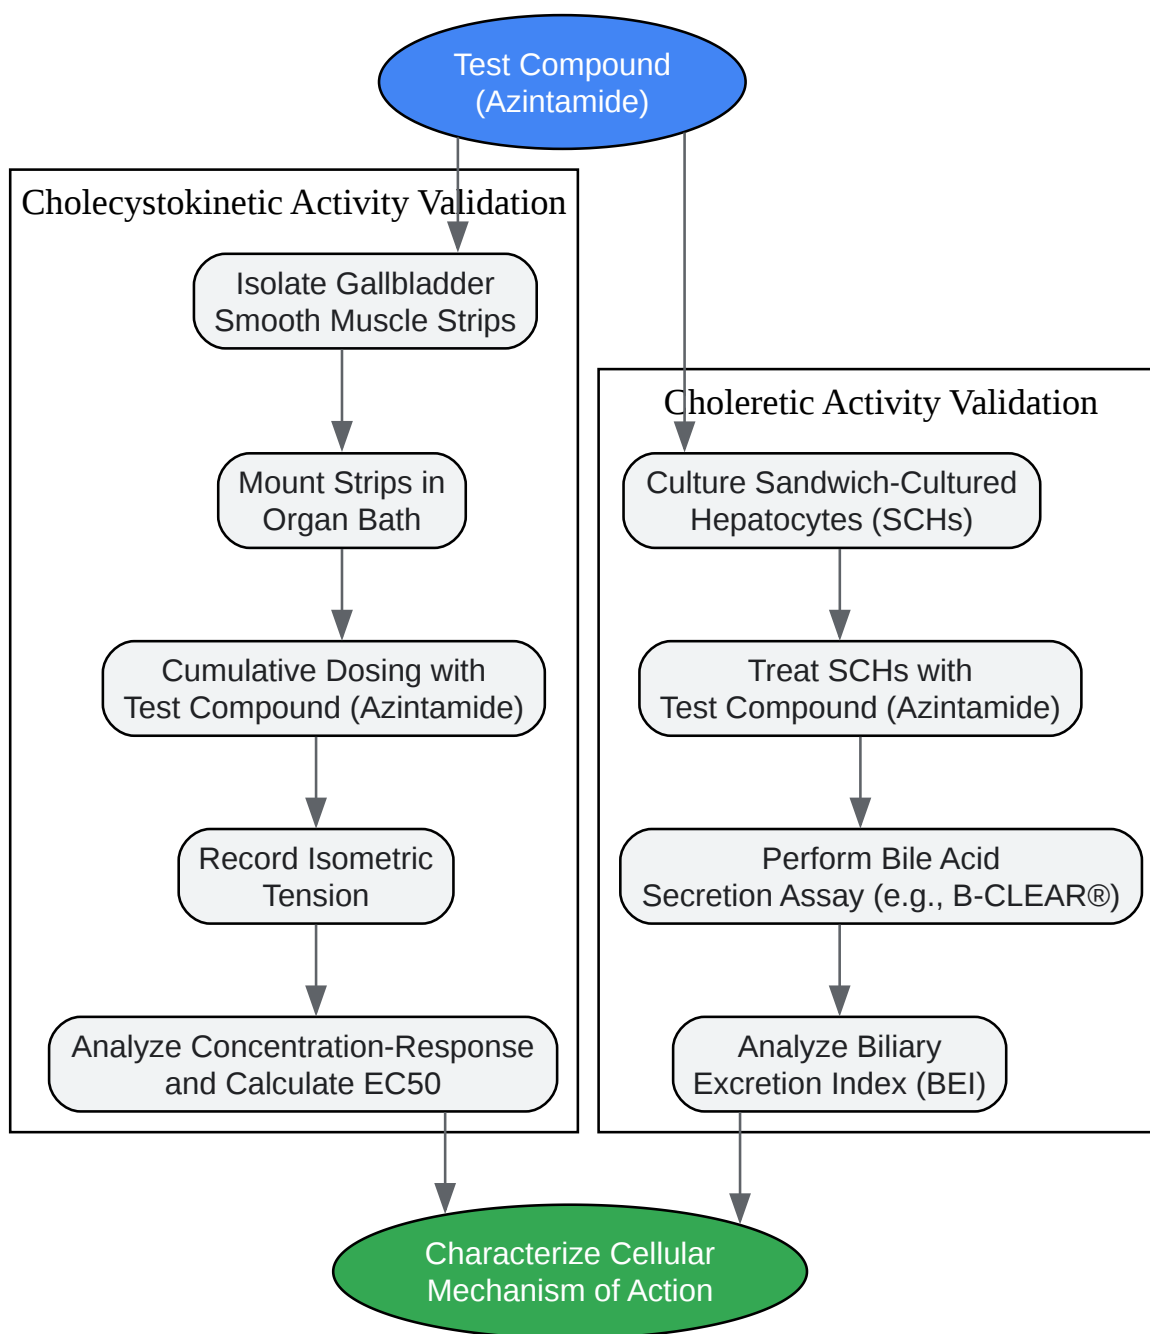 Test Compound
(Azintamide)
Cholecystokinetic Activity Validation
Isolate Gallbladder
Smooth Muscle Strips
Mount Strips in
Organ Bath
Cumulative Dosing with
Test Compound (Azintamide)
Record Isometric
Tension
Analyze Concentration-Response
and Calculate EC50
Choleretic Activity Validation
Culture Sandwich-Cultured
Hepatocytes (SCHs)
Treat SCHs with
Test Compound (Azintamide)
Perform Bile Acid
Secretion Assay (e.g., B-CLEAR®)
Analyze Biliary
Excretion Index (BEI)
Characterize Cellular
Mechanism of Action